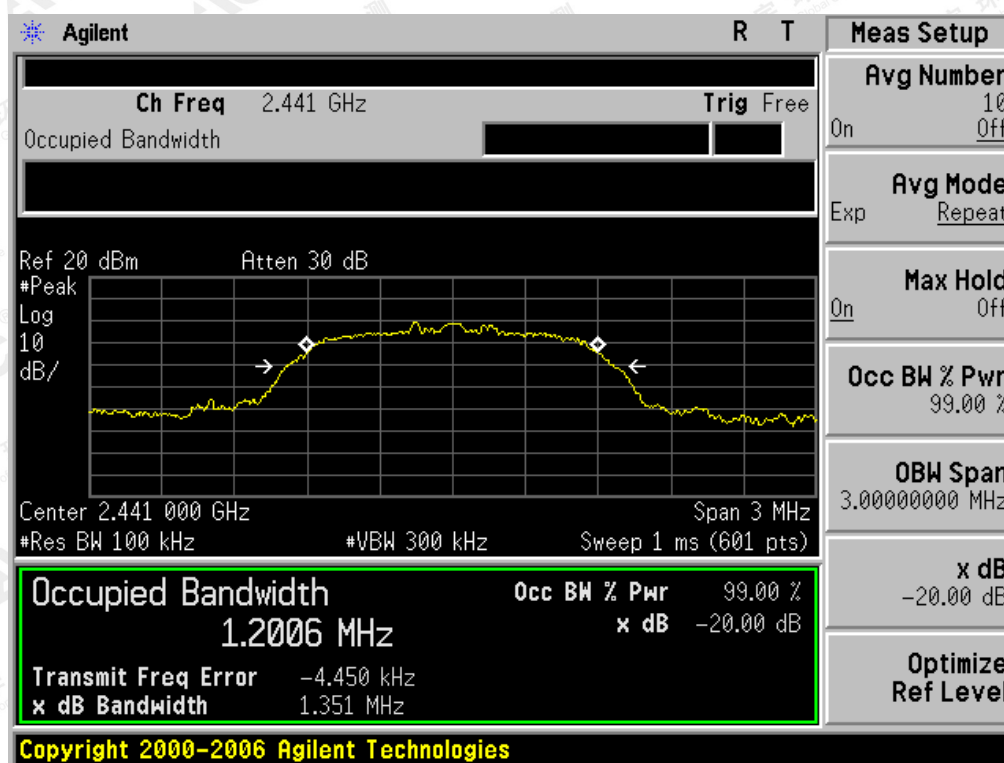 Agilent R T
Ch Freq 2.441 GHz Trig Free
Occupied Bandwidth
Ref 20 dBm Atten 30 dB
#Peak
Log
10
dB/
Center 2.441 000 GHz Span 3 MHz
#Res BW 100 kHz #VBW 300 kHz Sweep 1 ms (601 pts)
Occupied Bandwidth Occ BW % Pwr 99.00 %
1.2006 MHz x dB -20.00 dB
Transmit Freq Error -4.450 kHz
x dB Bandwidth 1.351 MHz
Copyright 2000-2006 Agilent Technologies
Meas Setup
Avg Number
10
On Off
Avg Mode
Exp Repeat
Max Hold
On Off
Occ BW % Pwr
99.00 %
OBW Span
3.00000000 MHz
x dB
-20.00 dB
Optimize
Ref Level